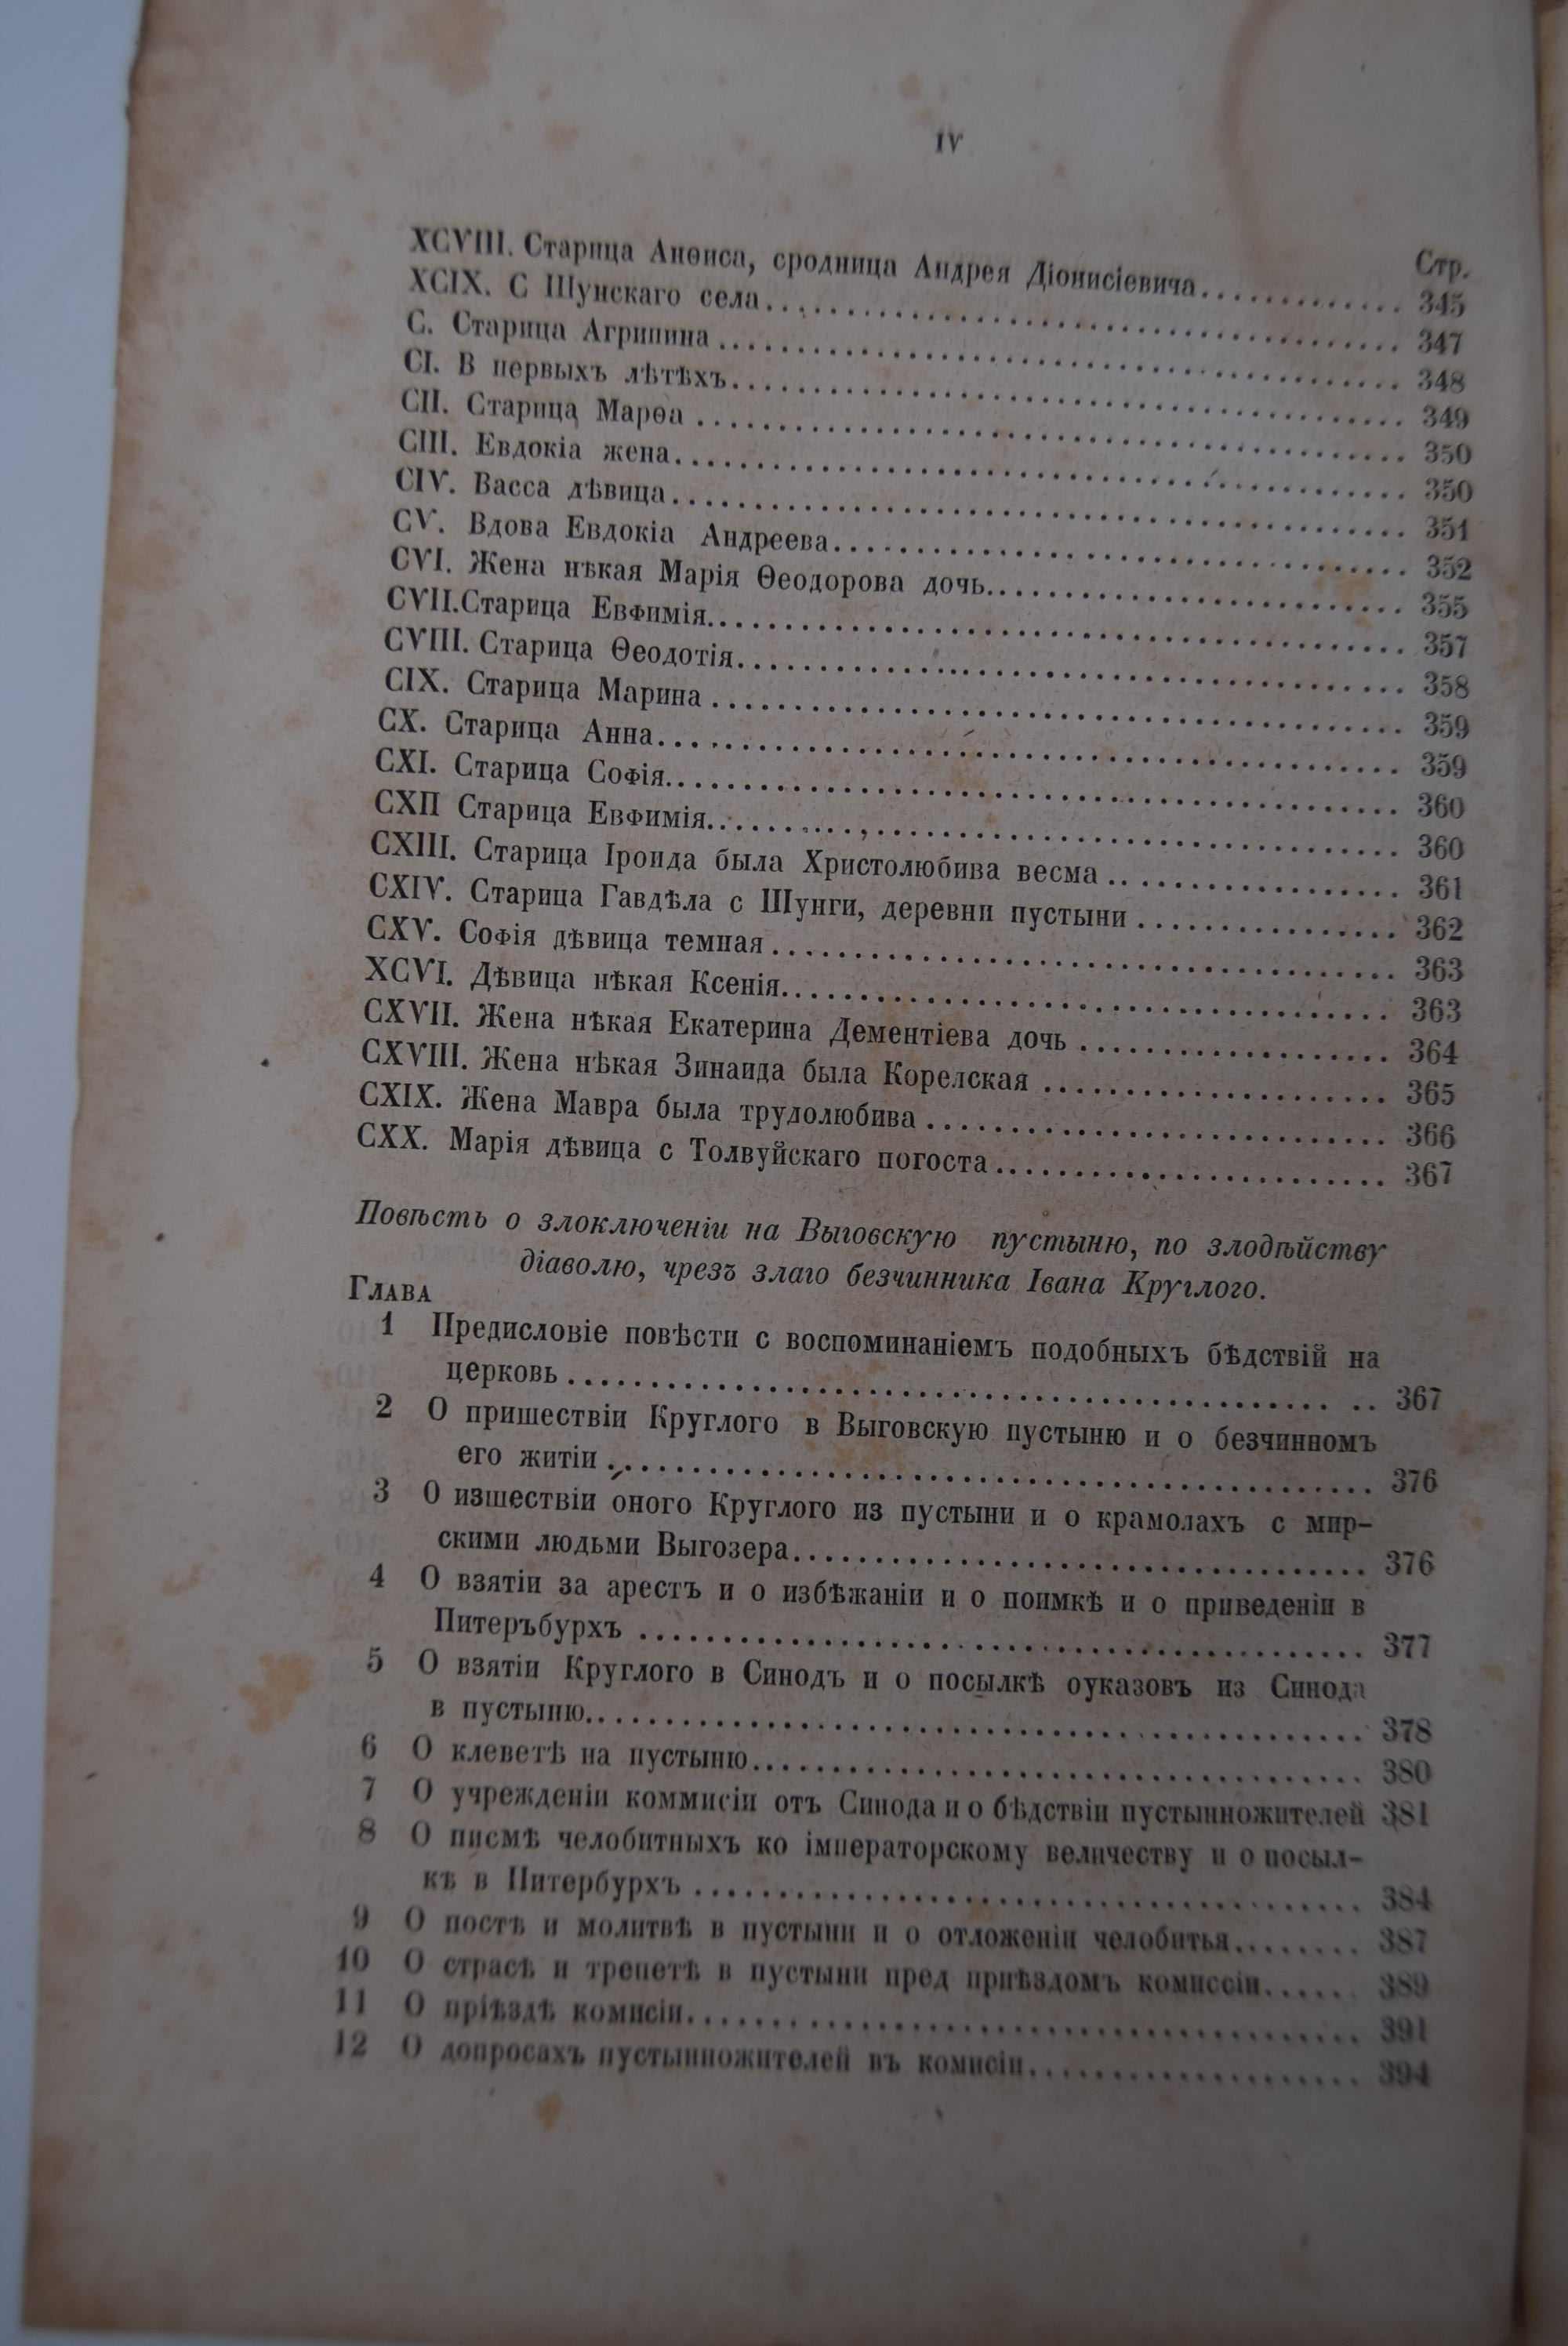 IV
Стр.
XCVIII. Старица Анѳиса, сродница Андрея Діонисіевича............. 345
XCIX. С Шунскаго села........................................ 347
C. Старица Агрипина ........................................ 348
CI. В первыхъ лѣтѣхъ........................................ 349
CII. Старица Марѳа ........................................ 350
CIII. Евдокіа жена........................................ 350
CIV. Васса дѣвица........................................ 351
CV. Вдова Евдокіа Андреева........................................ 352
CVI. Жена нѣкая Марія Ѳеодорова дочь............................ 355
CVII.Старица Евфимія........................................ 357
CVIII. Старица Ѳеодотія........................................ 358
CIX. Старица Марина ........................................ 359
CX. Старица Анна........................................ 359
CXI. Старица Софія........................................ 360
CXII Старица Евфимія........................................ 360
CXIII. Старица Іроида была Христолюбива весма .................. 361
CXIV. Старица Гавдѣла с Шунги, деревни пустыни ................ 362
CXV. Софія дѣвица темная ........................................ 363
XCVI. Дѣвица нѣкая Ксенія........................................ 363
CXVII. Жена нѣкая Екатерина Дементіева дочь ................... 364
CXVIII. Жена нѣкая Зинаида была Корелская ..................... 365
CXIX. Жена Мавра была трудолюбива ............................ 366
CXX. Марія дѣвица с Толвуйскаго погоста........................ 367
Повѣсть о злоключеніи на Выговскую пустыню, по злодѣйству
діаволю, чрезъ злаго безчинника Івана Круглого.
Глава
1 Предисловіе повѣсти с воспоминаніемъ подобныхъ бѣдствій на
церковь ................................................ 367
2 О пришествіи Круглого в Выговскую пустыню и о безчинномъ
его житіи ................................................ 376
3 О изшествіи оного Круглого из пустыни и о крамолахъ с мир-
скими людьми Выгозера.................................... 376
4 О взятіи за арестъ и о избѣжаніи и о поимкѣ и о приведеніи в
Питеръбурхъ ............................................ 377
5 О взятіи Круглого в Синодъ и о посылкѣ оуказовъ из Синода
в пустыню................................................ 378
6 О клеветѣ на пустыню...................................... 380
7 О учрежденіи коммисіи отъ Синода и о бѣдствіи пустынножителей 381
8 О писмѣ челобитныхъ ко імператорскому величеству и о посыл-
кѣ в Питербурхъ ........................................ 384
9 О постѣ и молитвѣ в пустыни и о отложеніи челобитья........ 387
10 О страсѣ и трепетѣ в пустыни пред приѣздомъ комиссіи...... 389
11 О пріѣздѣ комисіи........................................ 391
12 О допросахъ пустынножителей въ комисіи.................... 394